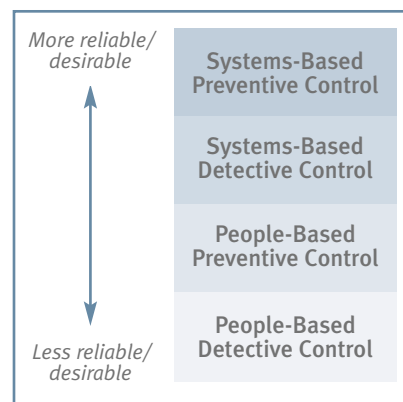 More reliable/
desirable
Systems-Based
Preventive Control
Systems-Based
Detective Control
People-Based
Preventive Control
People-Based
Detective Control
Less reliable/
desirable